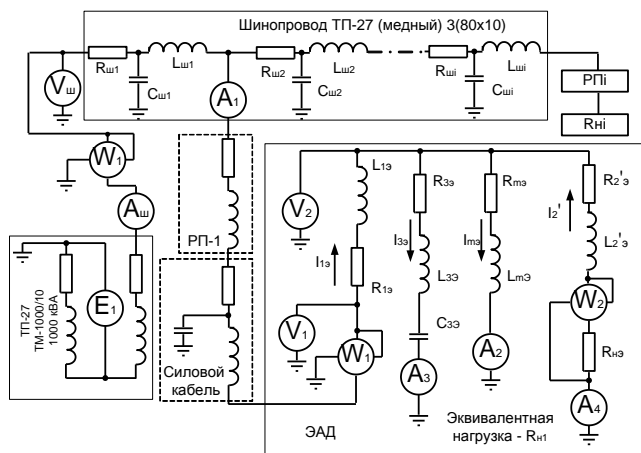 Шинопровод ТП-27 (медный) 3(80х10)
Rш1
Lш1
Cш1
Rш2
Lш2
Cш2
Rшi
Lшi
Cшi
Vш
A1
РПi
Rнi
W1
Aш
РП-1
ТП-27
ТМ-1000/10
1000 кВА
E1
Силовой
кабель
V2
L1э
I1э
R1э
V1
W1
R3э
I3э
L3Э
C3Э
A3
Rmэ
Imэ
LmЭ
A2
R2'э
I2'
L2'э
W2
Rнэ
A4
ЭАД
Эквивалентная
нагрузка - Rн1